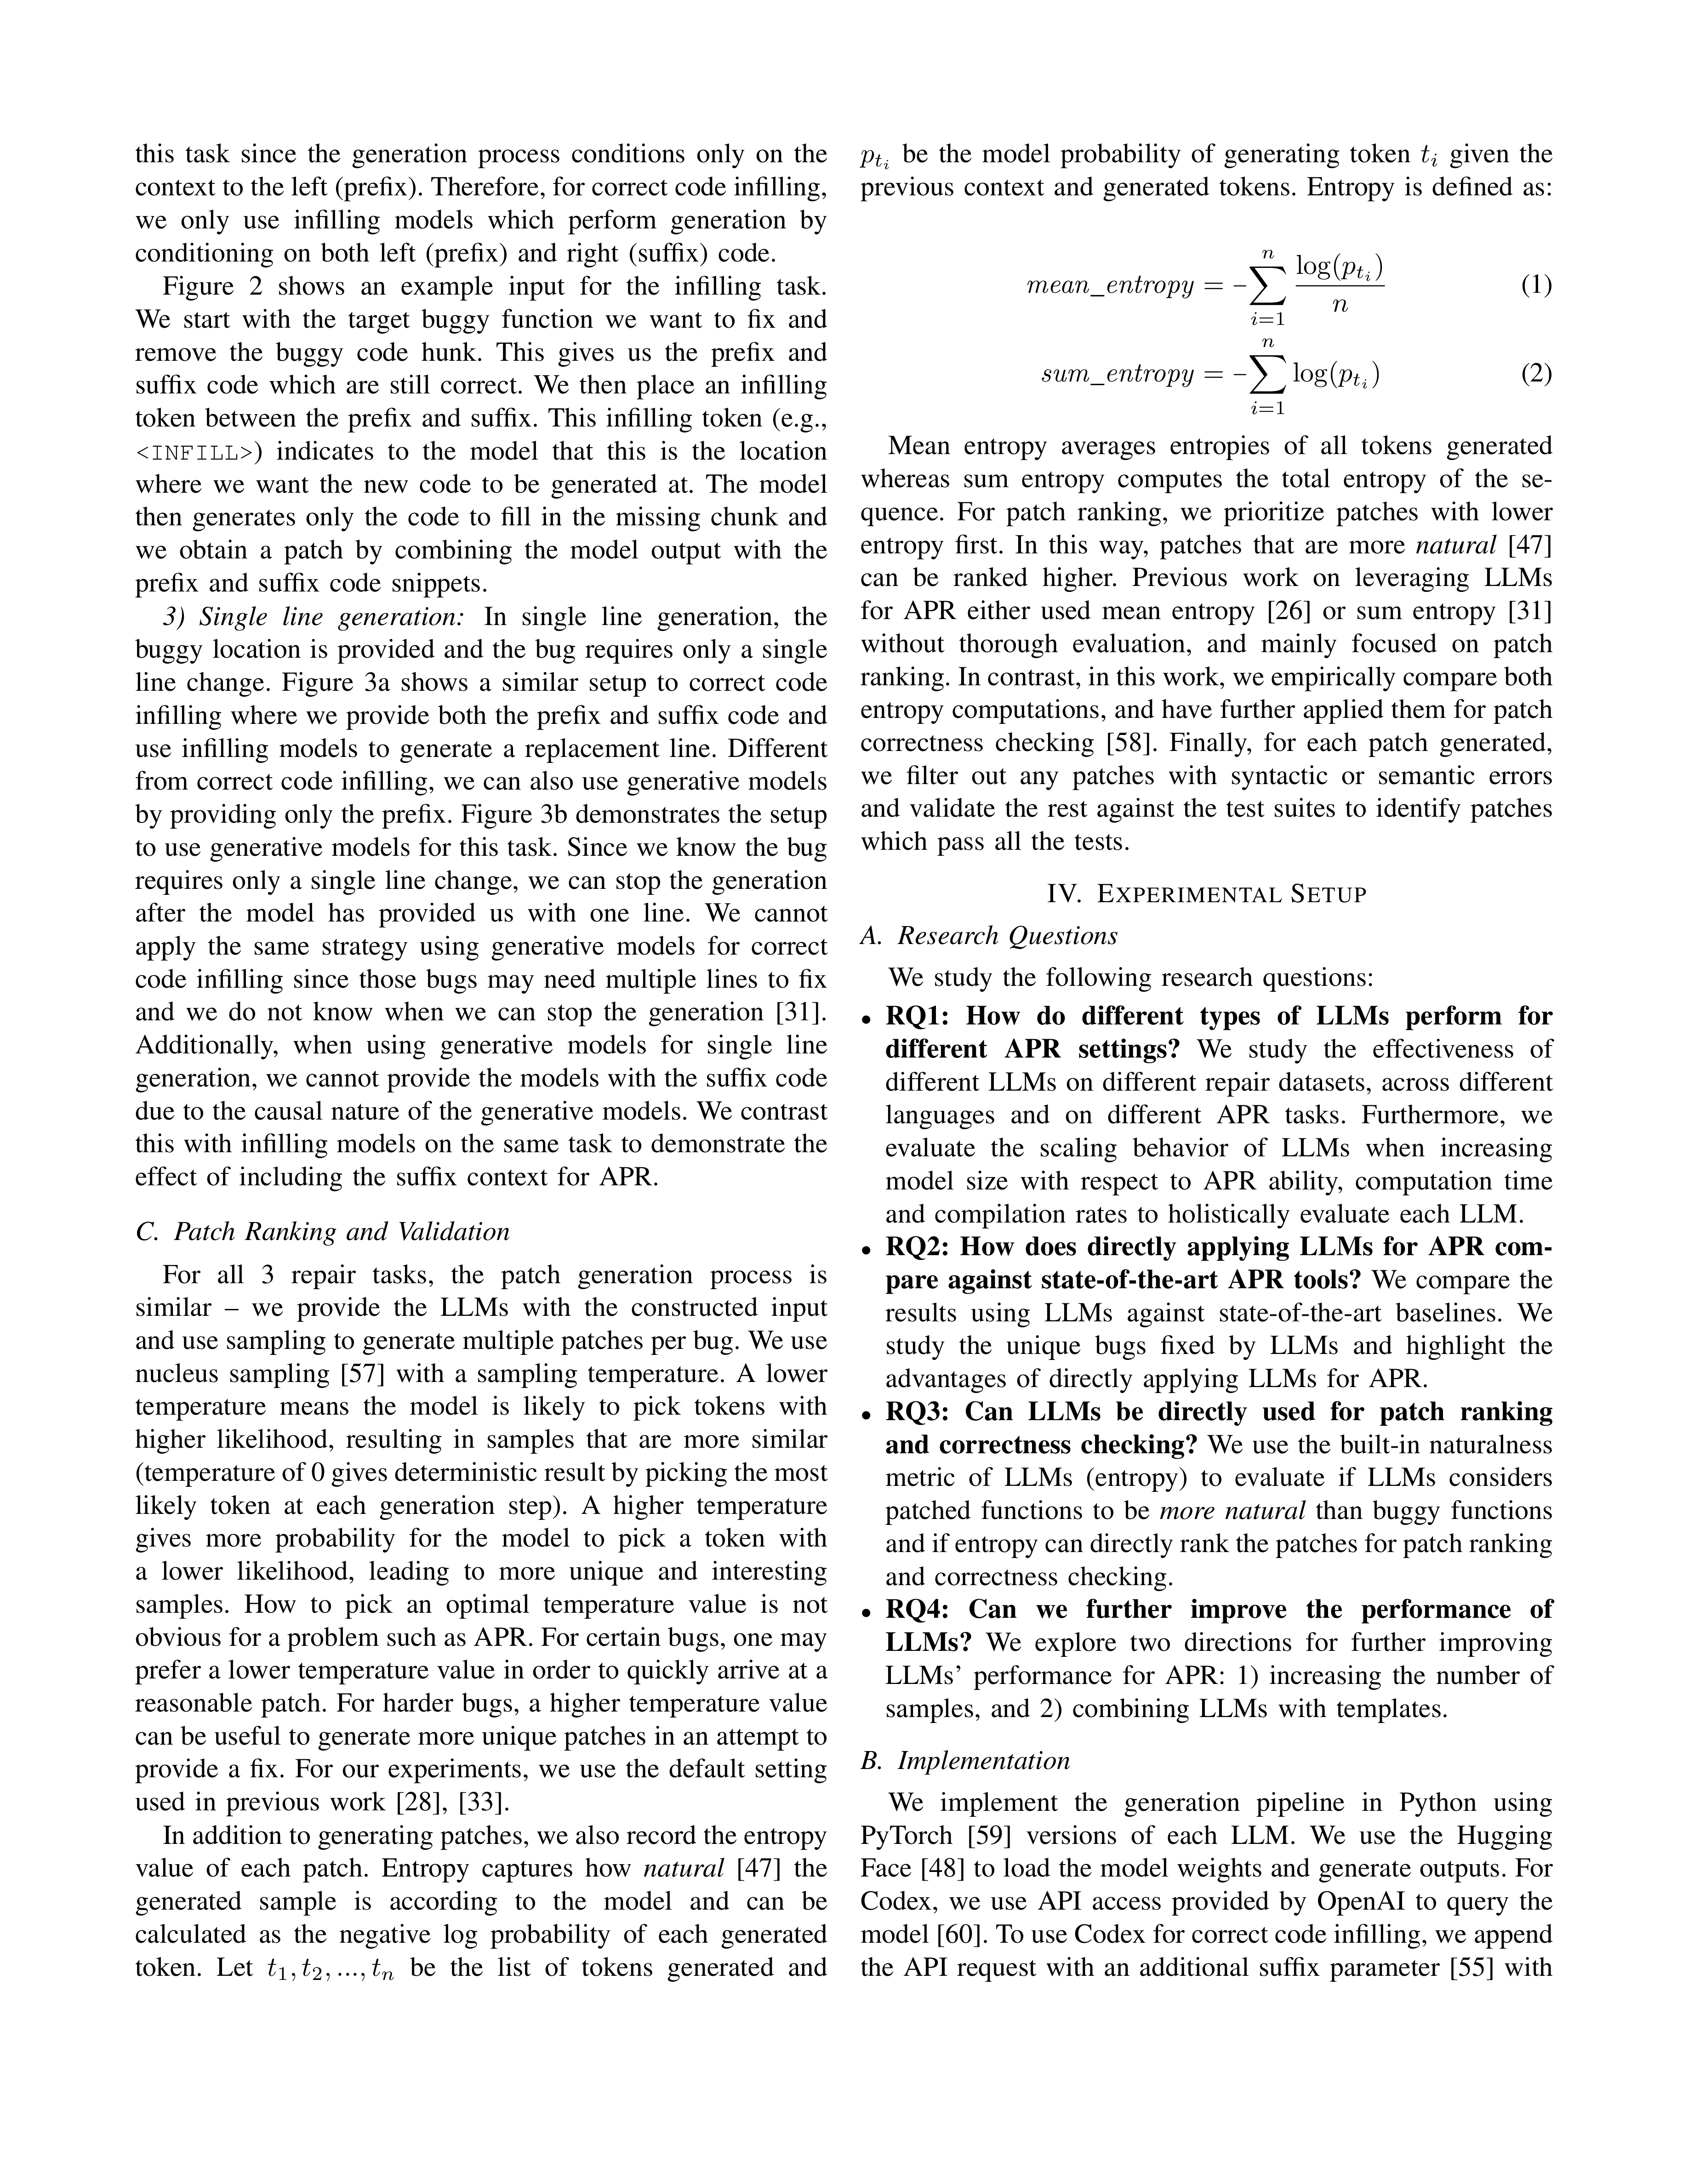 this task since the generation process conditions only on the
context to the left (prefix). Therefore, for correct code infilling,
we only use infilling models which perform generation by
conditioning on both left (prefix) and right (suffix) code.
Figure 2 shows an example input for the infilling task.
We start with the target buggy function we want to fix and
remove the buggy code hunk. This gives us the prefix and
suffix code which are still correct. We then place an infilling
token between the prefix and suffix. This infilling token (e.g.,
<INFILL>) indicates to the model that this is the location
where we want the new code to be generated at. The model
then generates only the code to fill in the missing chunk and
we obtain a patch by combining the model output with the
prefix and suffix code snippets.
3) Single line generation: In single line generation, the
buggy location is provided and the bug requires only a single
line change. Figure 3a shows a similar setup to correct code
infilling where we provide both the prefix and suffix code and
use infilling models to generate a replacement line. Different
from correct code infilling, we can also use generative models
by providing only the prefix. Figure 3b demonstrates the setup
to use generative models for this task. Since we know the bug
requires only a single line change, we can stop the generation
after the model has provided us with one line. We cannot
apply the same strategy using generative models for correct
code infilling since those bugs may need multiple lines to fix
and we do not know when we can stop the generation [31].
Additionally, when using generative models for single line
generation, we cannot provide the models with the suffix code
due to the causal nature of the generative models. We contrast
this with infilling models on the same task to demonstrate the
effect of including the suffix context for APR.
C. Patch Ranking and Validation
For all 3 repair tasks, the patch generation process is
similar – we provide the LLMs with the constructed input
and use sampling to generate multiple patches per bug. We use
nucleus sampling [57] with a sampling temperature. A lower
temperature means the model is likely to pick tokens with
higher likelihood, resulting in samples that are more similar
(temperature of 0 gives deterministic result by picking the most
likely token at each generation step). A higher temperature
gives more probability for the model to pick a token with
a lower likelihood, leading to more unique and interesting
samples. How to pick an optimal temperature value is not
obvious for a problem such as APR. For certain bugs, one may
prefer a lower temperature value in order to quickly arrive at a
reasonable patch. For harder bugs, a higher temperature value
can be useful to generate more unique patches in an attempt to
provide a fix. For our experiments, we use the default setting
used in previous work [28], [33].
In addition to generating patches, we also record the entropy
value of each patch. Entropy captures how natural [47] the
generated sample is according to the model and can be
calculated as the negative log probability of each generated
token. Let t₁, t₂, ..., tₙ be the list of tokens generated and
p_{t_i} be the model probability of generating token t_i given the
previous context and generated tokens. Entropy is defined as:
mean_entropy = –∑_{i=1}^{n} log(p_{t_i})/n (1)
sum_entropy = –∑_{i=1}^{n} log(p_{t_i}) (2)
Mean entropy averages entropies of all tokens generated
whereas sum entropy computes the total entropy of the se-
quence. For patch ranking, we prioritize patches with lower
entropy first. In this way, patches that are more natural [47]
can be ranked higher. Previous work on leveraging LLMs
for APR either used mean entropy [26] or sum entropy [31]
without thorough evaluation, and mainly focused on patch
ranking. In contrast, in this work, we empirically compare both
entropy computations, and have further applied them for patch
correctness checking [58]. Finally, for each patch generated,
we filter out any patches with syntactic or semantic errors
and validate the rest against the test suites to identify patches
which pass all the tests.
IV. EXPERIMENTAL SETUP
A. Research Questions
We study the following research questions:
• RQ1: How do different types of LLMs perform for
different APR settings? We study the effectiveness of
different LLMs on different repair datasets, across different
languages and on different APR tasks. Furthermore, we
evaluate the scaling behavior of LLMs when increasing
model size with respect to APR ability, computation time
and compilation rates to holistically evaluate each LLM.
• RQ2: How does directly applying LLMs for APR com-
pare against state-of-the-art APR tools? We compare the
results using LLMs against state-of-the-art baselines. We
study the unique bugs fixed by LLMs and highlight the
advantages of directly applying LLMs for APR.
• RQ3: Can LLMs be directly used for patch ranking
and correctness checking? We use the built-in naturalness
metric of LLMs (entropy) to evaluate if LLMs considers
patched functions to be more natural than buggy functions
and if entropy can directly rank the patches for patch ranking
and correctness checking.
• RQ4: Can we further improve the performance of
LLMs? We explore two directions for further improving
LLMs’ performance for APR: 1) increasing the number of
samples, and 2) combining LLMs with templates.
B. Implementation
We implement the generation pipeline in Python using
PyTorch [59] versions of each LLM. We use the Hugging
Face [48] to load the model weights and generate outputs. For
Codex, we use API access provided by OpenAI to query the
model [60]. To use Codex for correct code infilling, we append
the API request with an additional suffix parameter [55] with